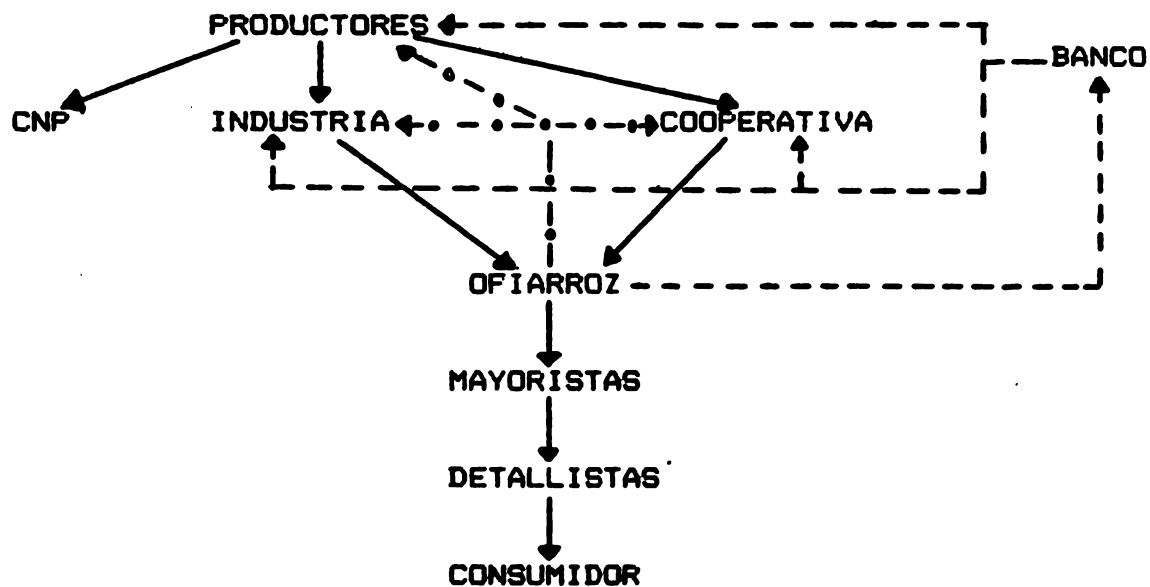 PRODUCTORES
BANCO
CNP INDUSTRIA COOPERATIVA
OFIARROZ
MAYORISTAS
DETALLISTAS
CONSUMIDOR